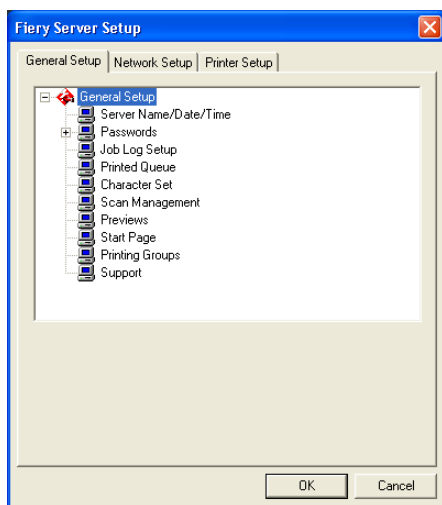 Fiery Server Setup
General Setup Network Setup Printer Setup
General Setup
Server Name/Date/Time
Passwords
Job Log Setup
Printed Queue
Character Set
Scan Management
Previews
Start Page
Printing Groups
Support
OK Cancel